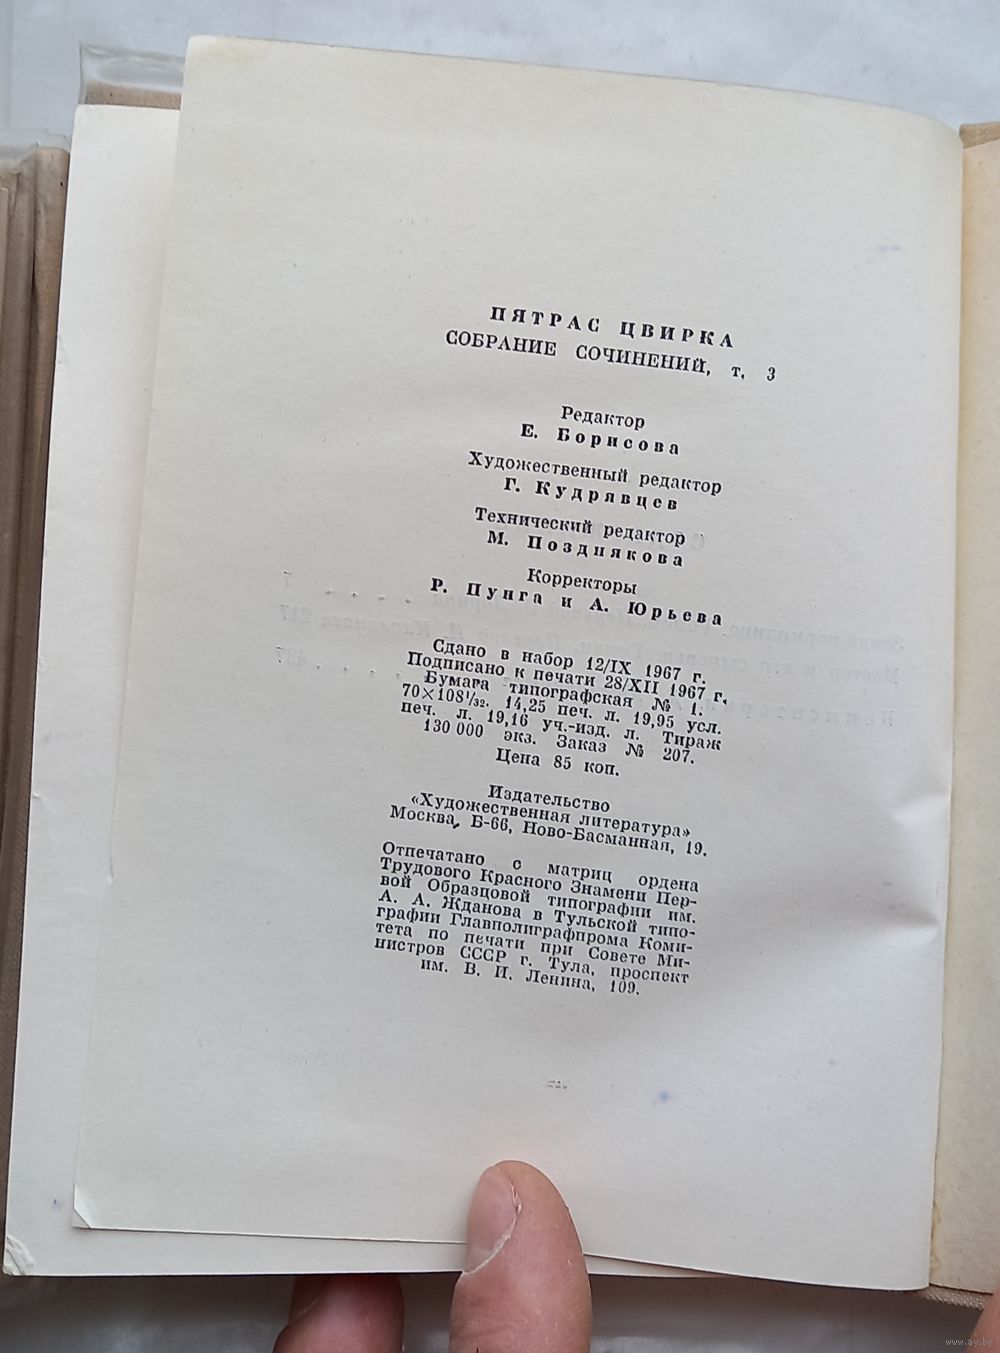 ПЯТРАС ЦВИРКА
СОБРАНИЕ СОЧИНЕНИЙ, т. 3
Редактор
Е. Борисова
Художественный редактор
Г. Кудрявцев
Технический редактор
М. Позднякова
Корректоры
Р. Пунга и А. Юрьева
Сдано в набор 12/IX 1967 г.
Подписано к печати 28/XII 1967 г.
Бумага типографская № 1.
70×108¹/₃₂. 14,25 печ. л. 19,95 усл.
печ. л. 19,16 уч.-изд. л. Тираж
130 000 экз. Заказ № 207.
Цена 85 коп.
Издательство
«Художественная литература»
Москва, Б-66, Ново-Басманная, 19.
Отпечатано с матриц ордена
Трудового Красного Знамени Пер-
вой Образцовой типографии им.
А. А. Жданова в Тульской типо-
графии Главполиграфпрома Коми-
тета по печати при Совете Ми-
нистров СССР г. Тула, проспект
им. В. И. Ленина, 109.
www.ay.by